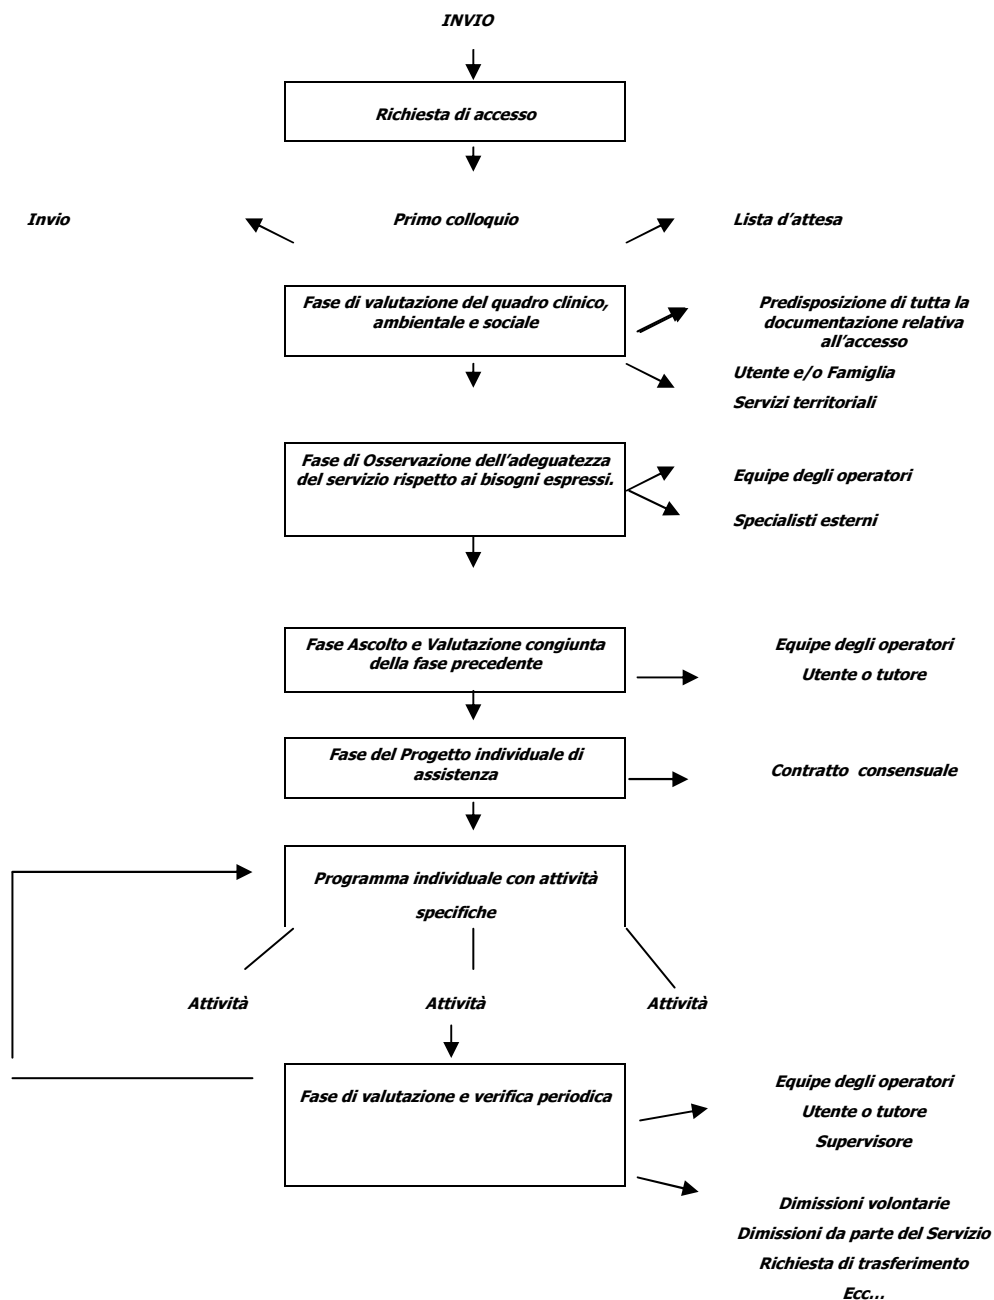 INVIO
Richiesta di accesso
Invio
Primo colloquio
Lista d’attesa
Fase di valutazione del quadro clinico,
ambientale e sociale
Predisposizione di tutta la
documentazione relativa
all’accesso
Utente e/o Famiglia
Servizi territoriali
Fase di Osservazione dell’adeguatezza
del servizio rispetto ai bisogni espressi.
Equipe degli operatori
Specialisti esterni
Fase Ascolto e Valutazione congiunta
della fase precedente
Equipe degli operatori
Utente o tutore
Fase del Progetto individuale di
assistenza
Contratto  consensuale
Programma individuale con attività
specifiche
Attività
Attività
Attività
Fase di valutazione e verifica periodica
Equipe degli operatori
Utente o tutore
Supervisore
Dimissioni volontarie
Dimissioni da parte del Servizio
Richiesta di trasferimento
Ecc...